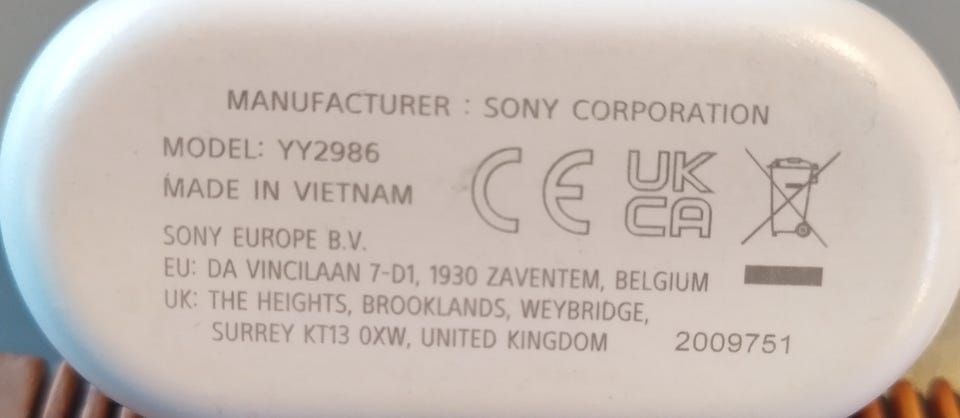 MANUFACTURER : SONY CORPORATION
MODEL: YY2986
MADE IN VIETNAM
CE
UK
CA
SONY EUROPE B.V.
EU: DA VINCILAAN 7-D1, 1930 ZAVENTEM, BELGIUM
UK: THE HEIGHTS, BROOKLANDS, WEYBRIDGE,
SURREY KT13 0XW, UNITED KINGDOM
2009751